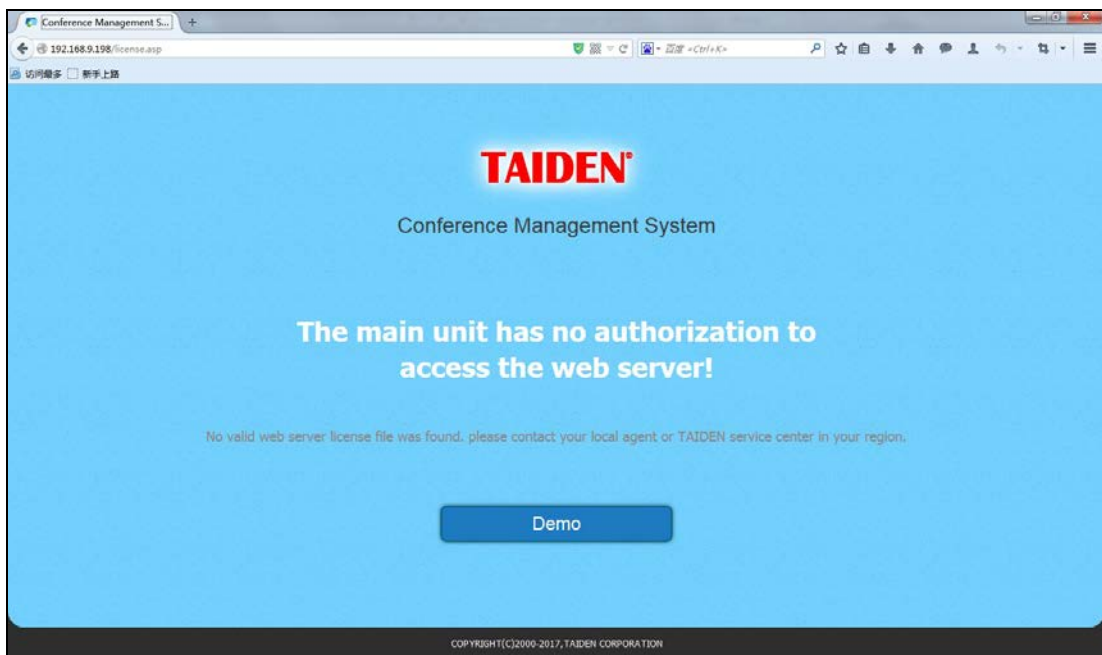 Conference Management S...
192.168.9.198/license.asp
百度 <Ctrl+K>
访问最多 新手上路
TAIDEN®
Conference Management System
The main unit has no authorization to
access the web server!
No valid web server license file was found. please contact your local agent or TAIDEN service center in your region.
Demo
COPYRIGHT(C)2000-2017, TAIDEN CORPORATION